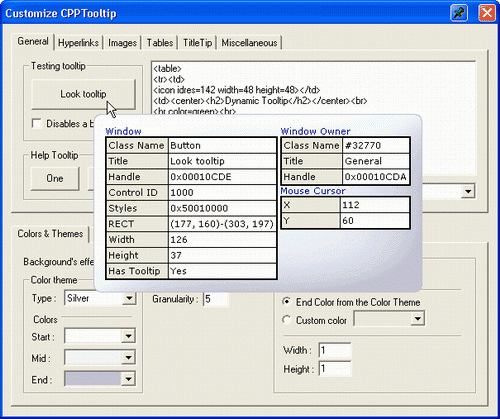 Customize CPPTooltip
General Hyperlinks Images Tables TitleTip Miscellaneous
Testing tooltip
Look tooltip
Disables a b
Help Tooltip
One
<table>
<tr><td>
<icon idres=142 width=48 height=48></td>
<td><center><h2>Dynamic Tooltip</h2></center><br>
<hr color=green><br>
Window
Class Name Button
Title Look tooltip
Handle 0x00010CDE
Control ID 1000
Styles 0x50010000
RECT (177, 160)-(303, 197)
Width 126
Height 37
Has Tooltip Yes
Window Owner
Class Name #32770
Title General
Handle 0x00010CDA
Mouse Cursor
X 112
Y 60
Colors & Themes
Background's effe
Color theme
Type : Silver
Colors
Start :
Mid :
End :
Granularity : 5
End Color from the Color Theme
Custom color
Width : 1
Height : 1